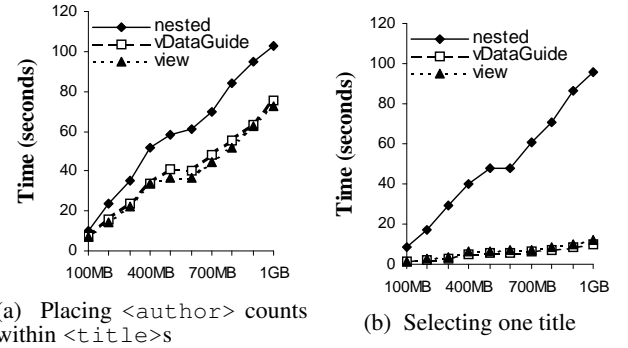 120
100
80
60
40
20
0
Time (seconds)
nested
vDataGuide
view
100MB 400MB 700MB 1GB
(a) Placing <author> counts
within <title>s
120
100
80
60
40
20
0
Time (seconds)
nested
vDataGuide
view
100MB 400MB 700MB 1GB
(b) Selecting one title